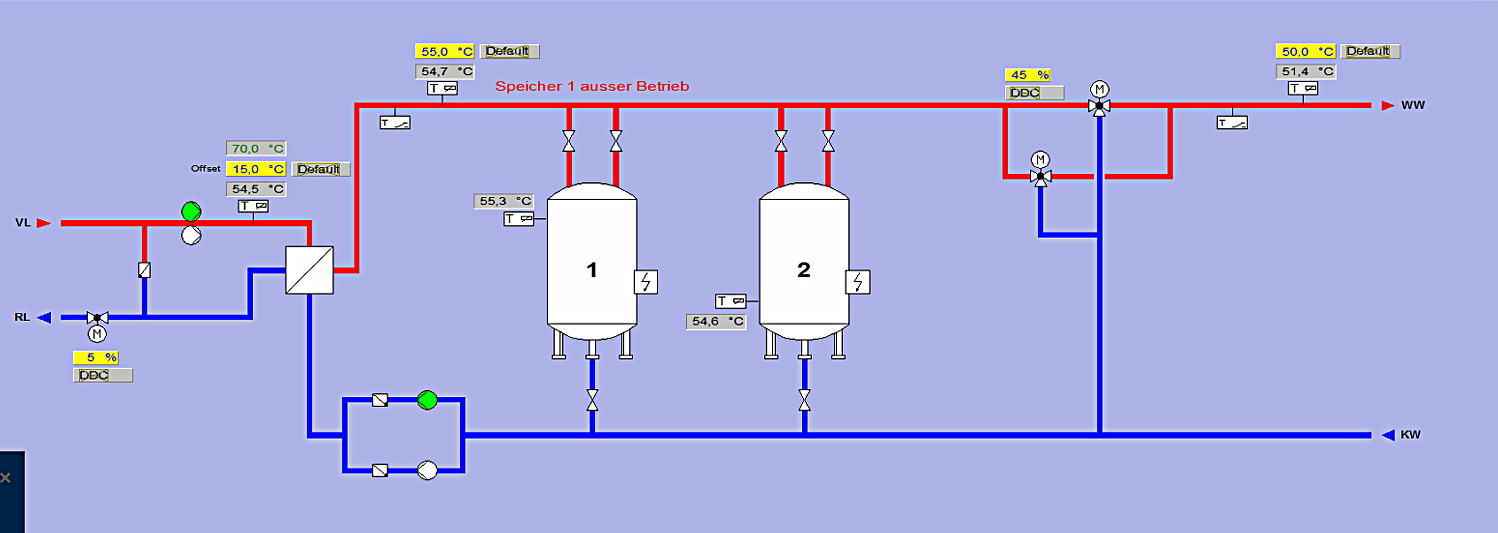 55,0 °C Default
54,7 °C
T
Speicher 1 ausser Betrieb
45 %
DDC
M
50,0 °C Default
51,4 °C
T
WW
T
T
70,0 °C
Offset 15,0 °C Default
54,5 °C
T
M
VL
55,3 °C
T
1
2
RL
M
5 %
DDC
T
54,6 °C
KW
×